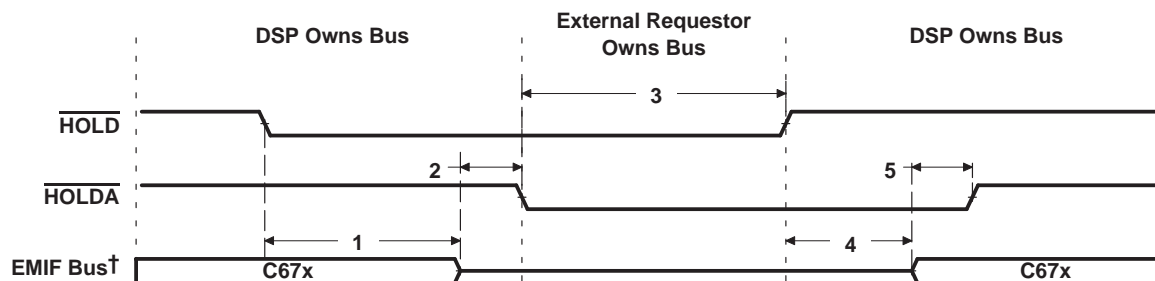 DSP Owns Bus
External Requestor
Owns Bus
DSP Owns Bus
3
HOLD
2
5
HOLDA
1
4
EMIF Bus†
C67x
C67x